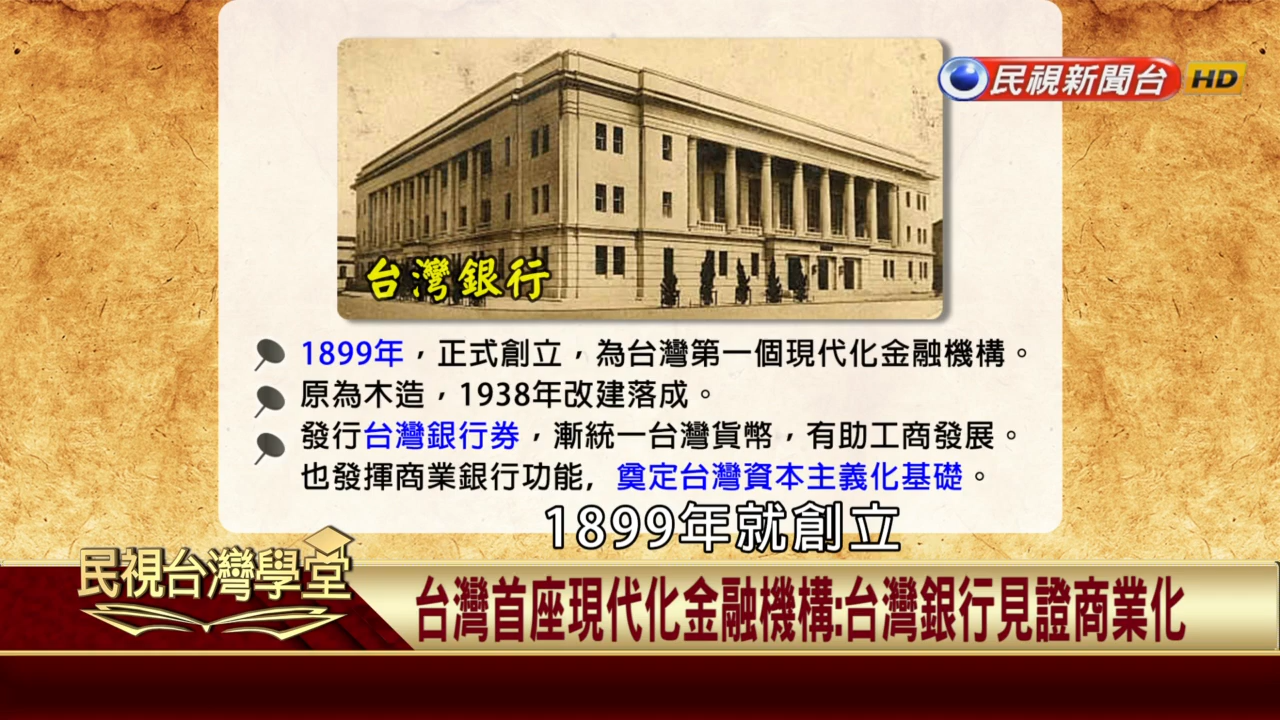 民視新聞台 HD
台灣銀行
1899年，正式創立，為台灣第一個現代化金融機構。
原為木造，1938年改建落成。
發行台灣銀行券，漸統一台灣貨幣，有助工商發展。
也發揮商業銀行功能，奠定台灣資本主義化基礎。
1899年就創立
民視台灣學堂
台灣首座現代化金融機構:台灣銀行見證商業化